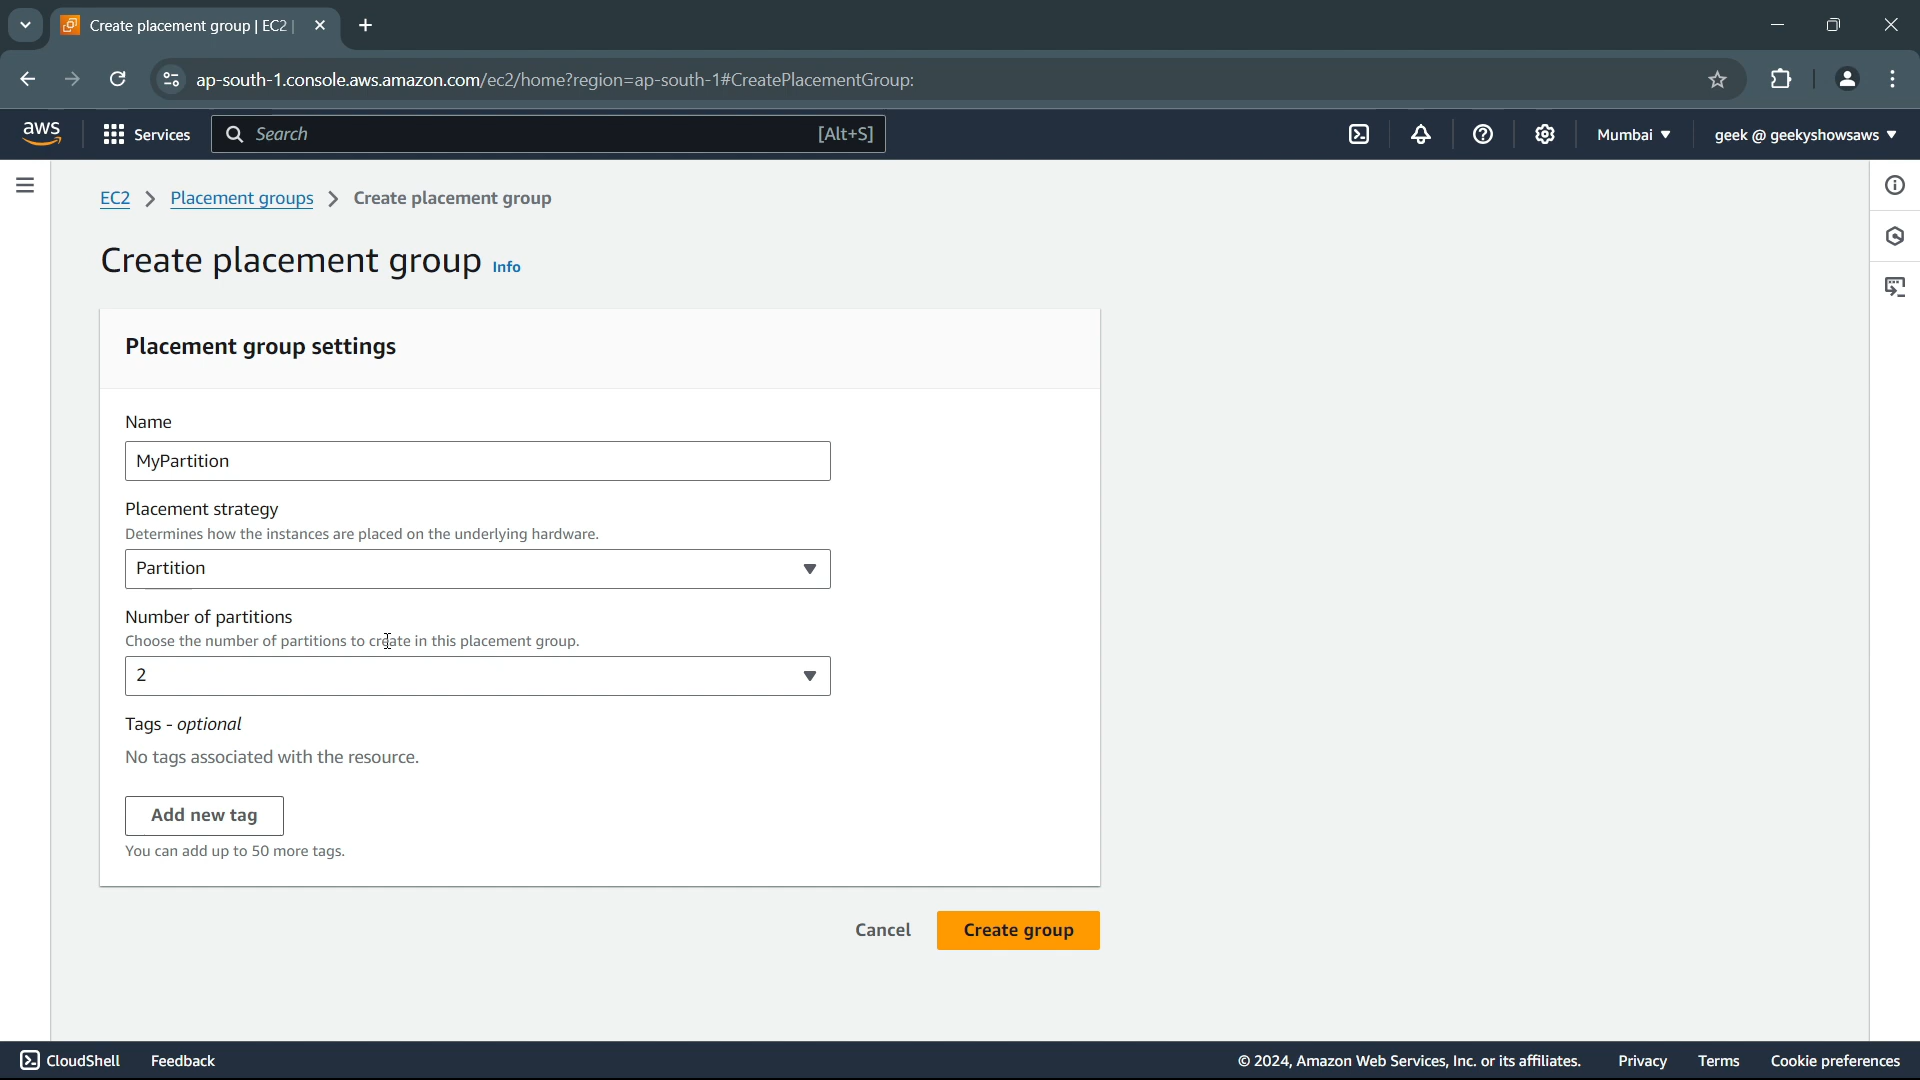 Create placement group | EC2 |
ap-south-1.console.aws.amazon.com/ec2/home?region=ap-south-1#CreatePlacementGroup:
aws Services Search [Alt+S] Mumbai geek @ geekyshowsaws
EC2 Placement groups Create placement group
Create placement group Info
Placement group settings
Name
MyPartition
Placement strategy
Determines how the instances are placed on the underlying hardware.
Partition
Number of partitions
Choose the number of partitions to create in this placement group.
2
Tags - optional
No tags associated with the resource.
Add new tag
You can add up to 50 more tags.
Cancel Create group
CloudShell Feedback © 2024, Amazon Web Services, Inc. or its affiliates. Privacy Terms Cookie preferences